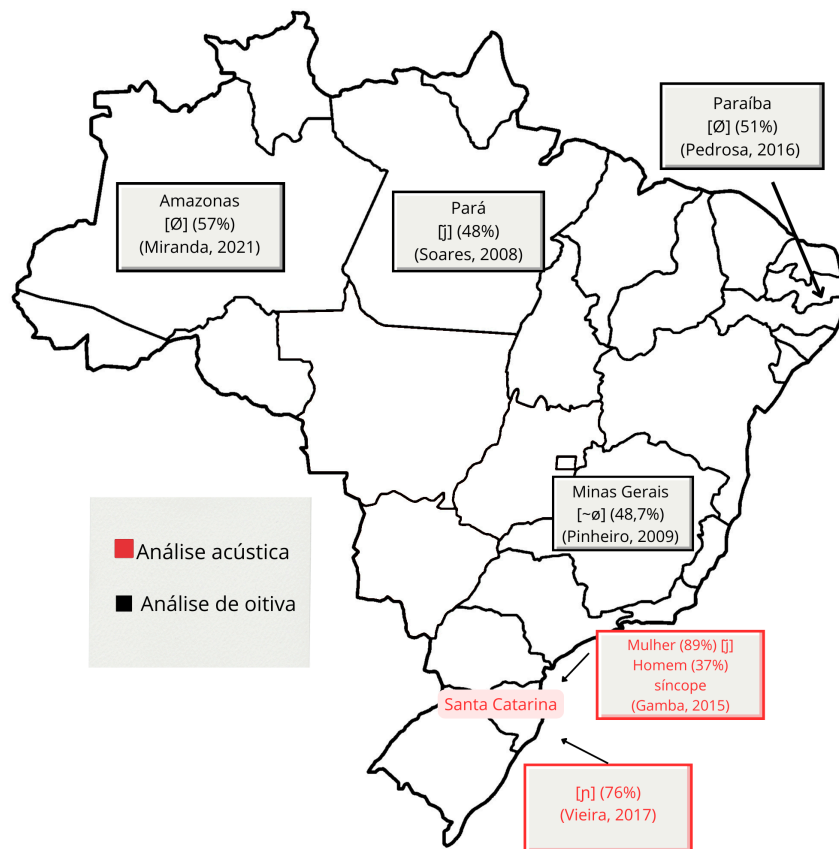 Paraíba
[Ø] (51%)
(Pedrosa, 2016)
Amazonas
[Ø] (57%)
(Miranda, 2021)
Pará
[j̃] (48%)
(Soares, 2008)
Minas Gerais
[~ø] (48,7%)
(Pinheiro, 2009)
Análise acústica
Análise de oitiva
Mulher (89%) [j̃]
Homem (37%)
síncope
(Gamba, 2015)
Santa Catarina
[ɲ] (76%)
(Vieira, 2017)